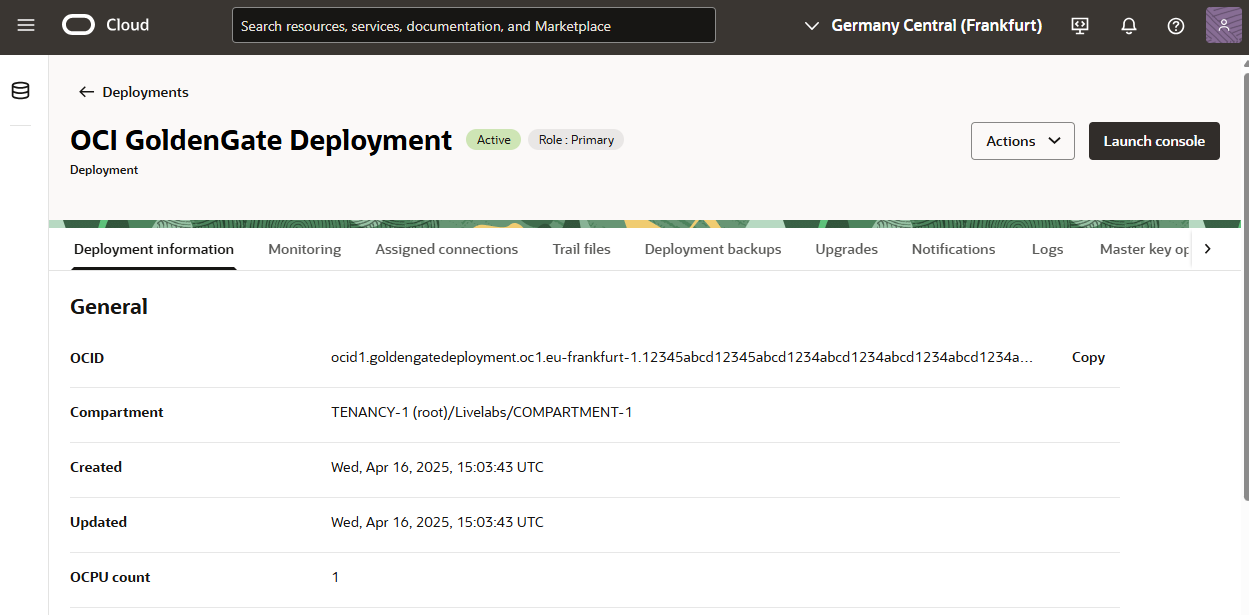 Cloud
Search resources, services, documentation, and Marketplace
Germany Central (Frankfurt)
Deployments
OCI GoldenGate Deployment Active Role : Primary
Actions Launch console
Deployment
Deployment information Monitoring Assigned connections Trail files Deployment backups Upgrades Notifications Logs Master key op
General
OCID ocid1.goldengatedeployment.oc1.eu-frankfurt-1.12345abcd12345abcd1234abcd1234abcd1234abcd1234a... Copy
Compartment TENANCY-1 (root)/Livelabs/COMPARTMENT-1
Created Wed, Apr 16, 2025, 15:03:43 UTC
Updated Wed, Apr 16, 2025, 15:03:43 UTC
OCPU count 1